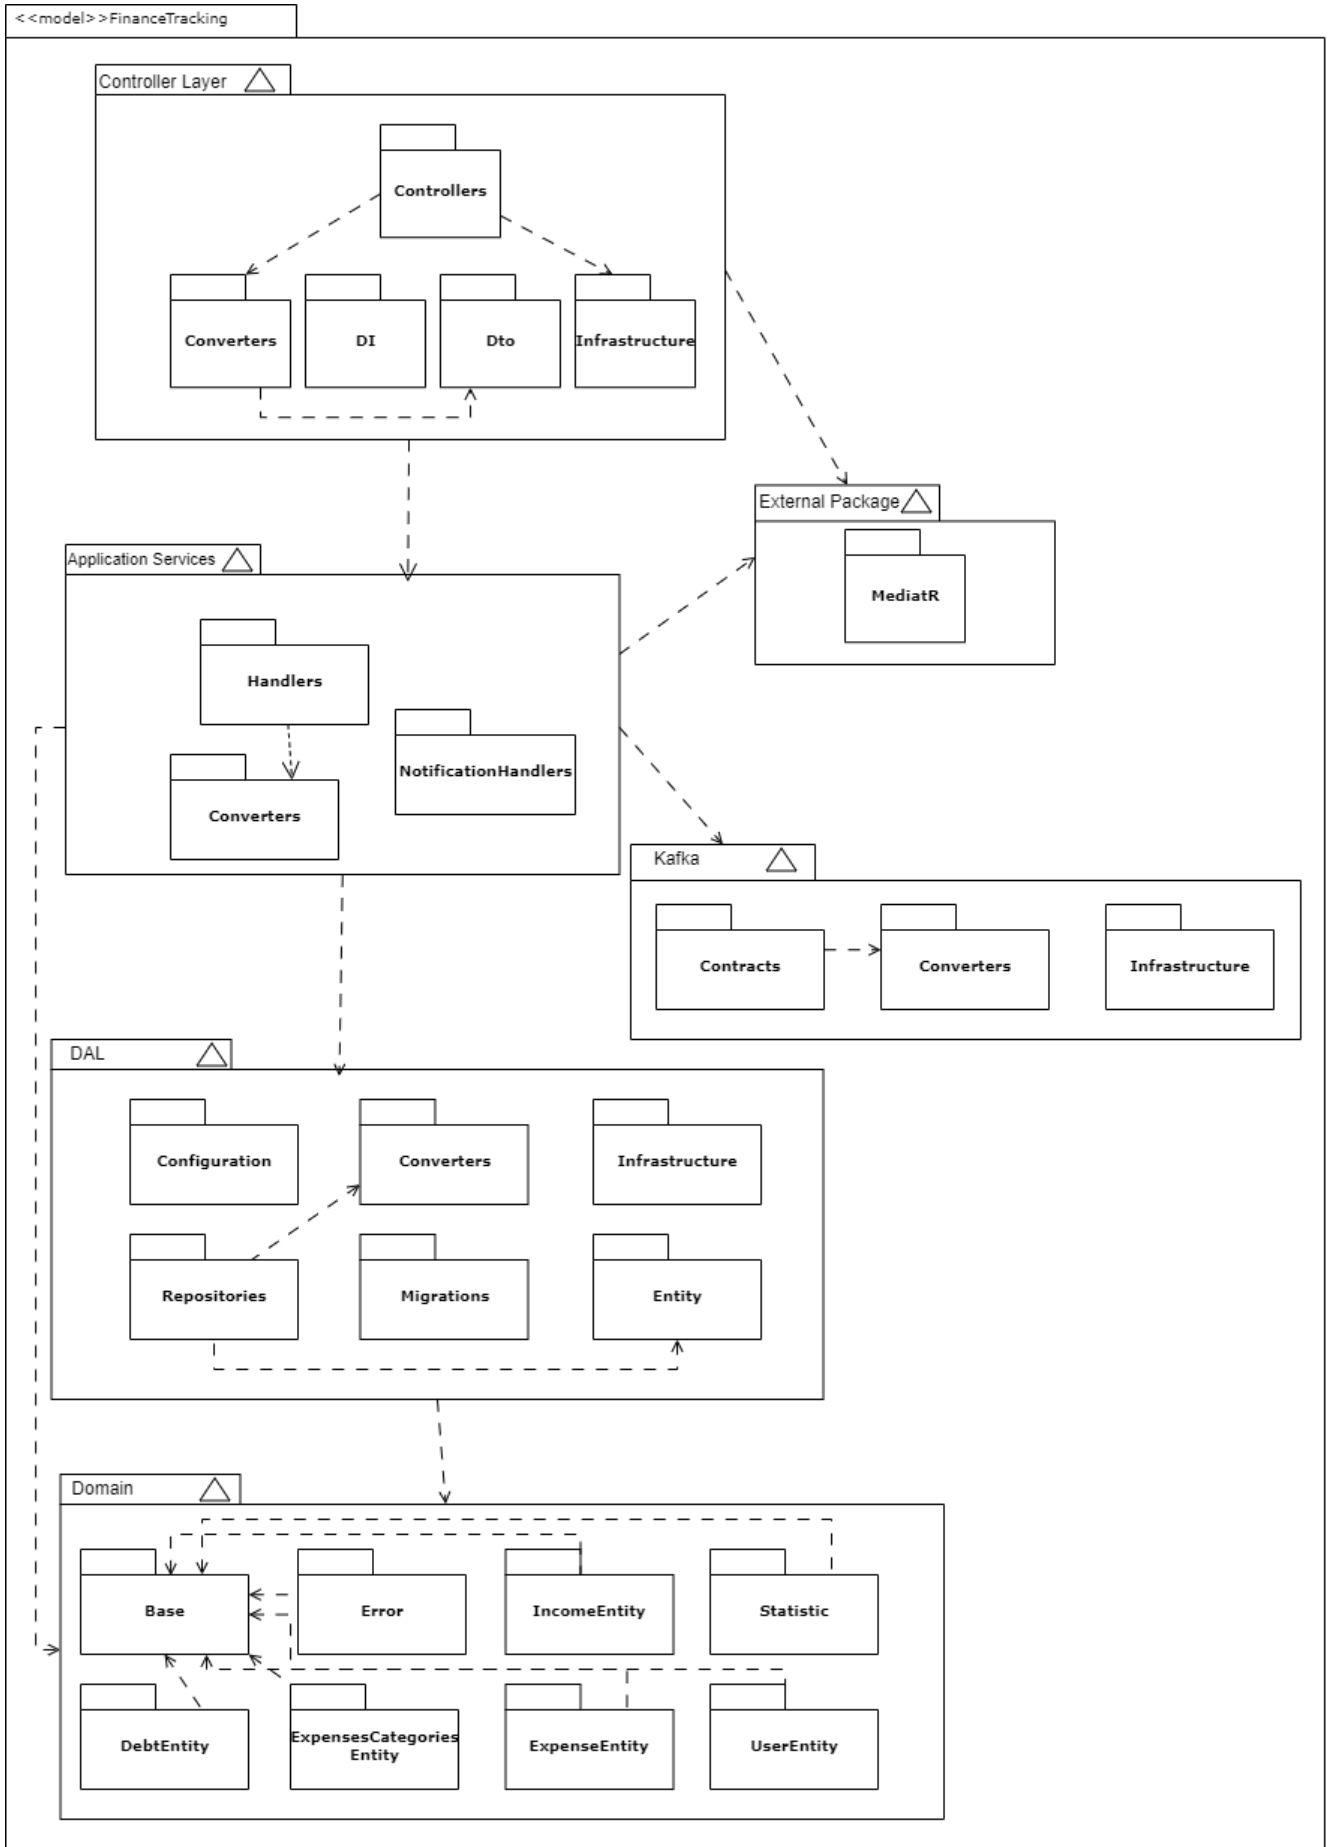 <<model>>FinanceTracking
Controller Layer
Controllers
Converters
DI
Dto
Infrastructure
External Package
MediatR
Application Services
Handlers
NotificationHandlers
Converters
Kafka
Contracts
Converters
Infrastructure
DAL
Configuration
Converters
Infrastructure
Repositories
Migrations
Entity
Domain
Base
Error
IncomeEntity
Statistic
DebtEntity
ExpensesCategories
Entity
ExpenseEntity
UserEntity